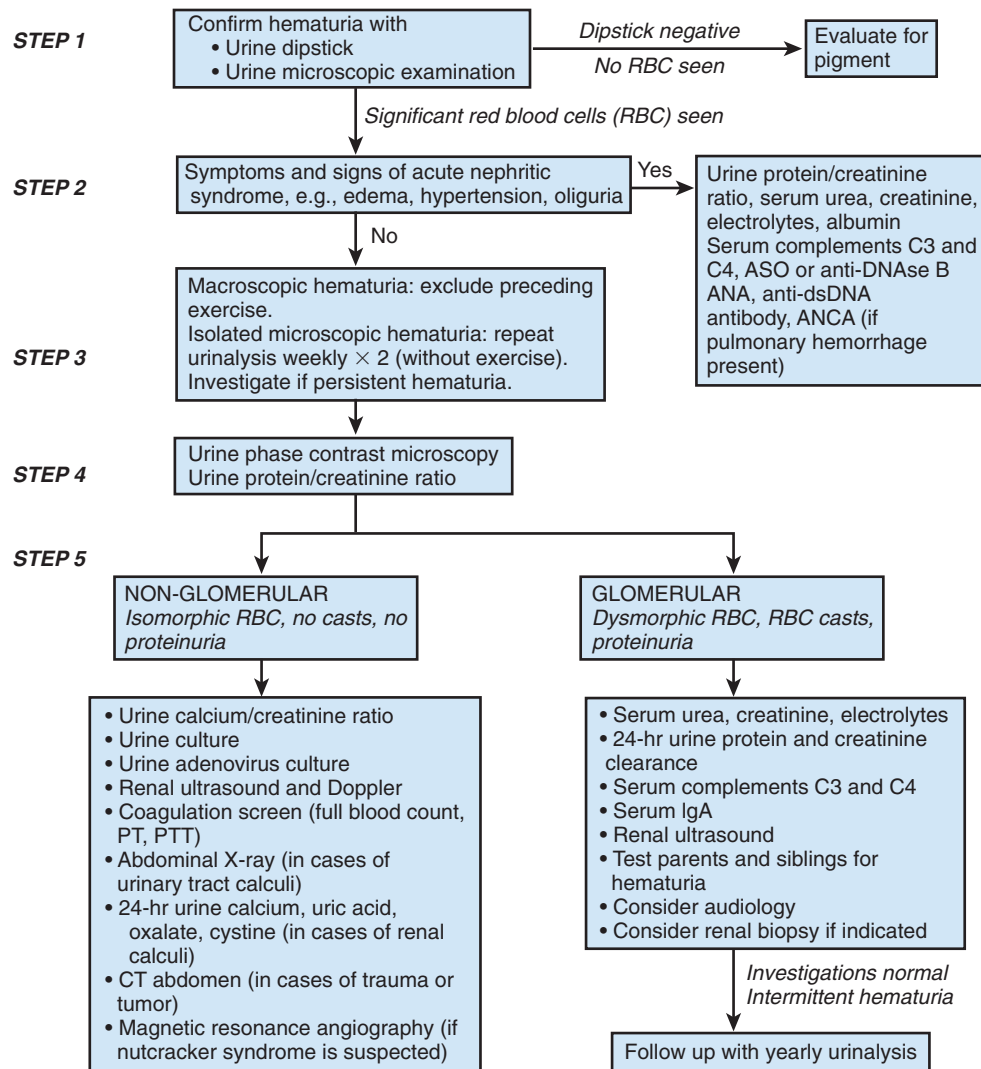 STEP 1
Confirm hematuria with
• Urine dipstick
• Urine microscopic examination
Dipstick negative
No RBC seen
Evaluate for
pigment
Significant red blood cells (RBC) seen
STEP 2
Symptoms and signs of acute nephritic
syndrome, e.g., edema, hypertension, oliguria
Yes
Urine protein/creatinine
ratio, serum urea, creatinine,
electrolytes, albumin
Serum complements C3 and
C4, ASO or anti-DNAse B
ANA, anti-dsDNA
antibody, ANCA (if
pulmonary hemorrhage
present)
No
STEP 3
Macroscopic hematuria: exclude preceding
exercise.
Isolated microscopic hematuria: repeat
urinalysis weekly × 2 (without exercise).
Investigate if persistent hematuria.
STEP 4
Urine phase contrast microscopy
Urine protein/creatinine ratio
STEP 5
NON-GLOMERULAR
Isomorphic RBC, no casts, no
proteinuria
• Urine calcium/creatinine ratio
• Urine culture
• Urine adenovirus culture
• Renal ultrasound and Doppler
• Coagulation screen (full blood count,
PT, PTT)
• Abdominal X-ray (in cases of
urinary tract calculi)
• 24-hr urine calcium, uric acid,
oxalate, cystine (in cases of renal
calculi)
• CT abdomen (in cases of trauma or
tumor)
• Magnetic resonance angiography (if
nutcracker syndrome is suspected)
GLOMERULAR
Dysmorphic RBC, RBC casts,
proteinuria
• Serum urea, creatinine, electrolytes
• 24-hr urine protein and creatinine
clearance
• Serum complements C3 and C4
• Serum IgA
• Renal ultrasound
• Test parents and siblings for
hematuria
• Consider audiology
• Consider renal biopsy if indicated
Investigations normal
Intermittent hematuria
Follow up with yearly urinalysis